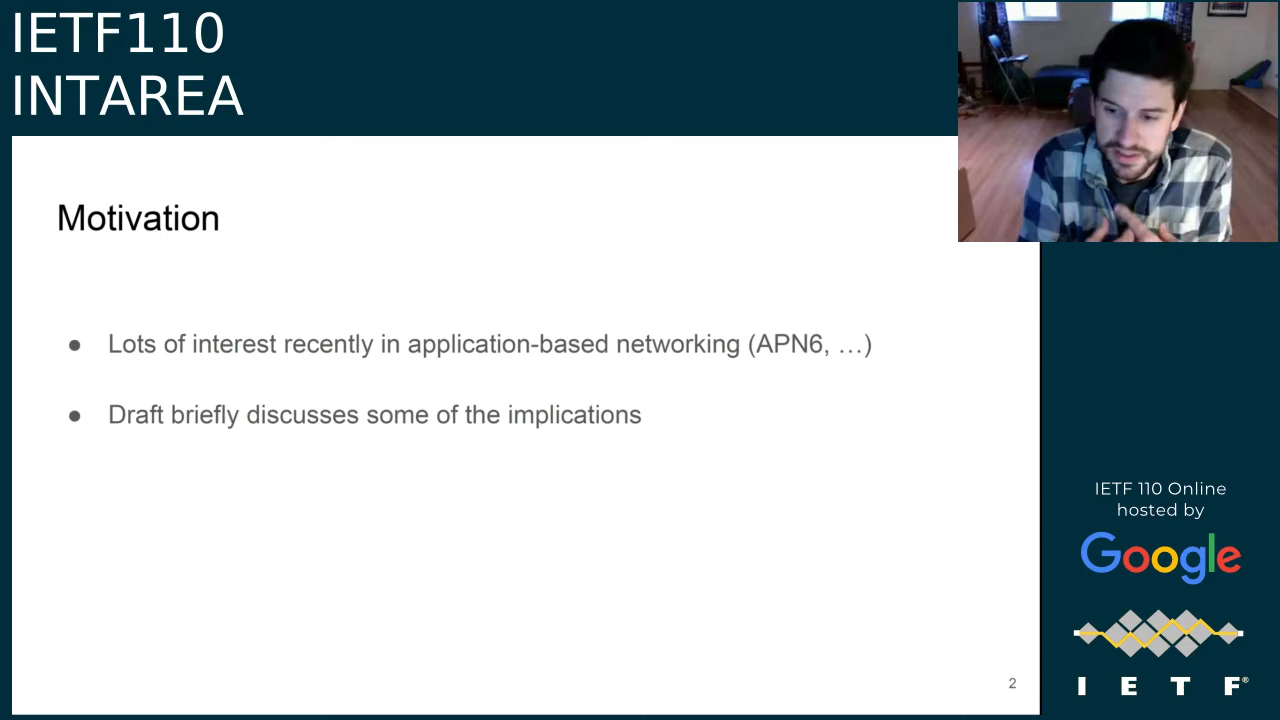 IETF110
INTAREA
Motivation
● Lots of interest recently in application-based networking (APN6, …)
● Draft briefly discusses some of the implications
2
IETF 110 Online
hosted by
Google
I E T F®